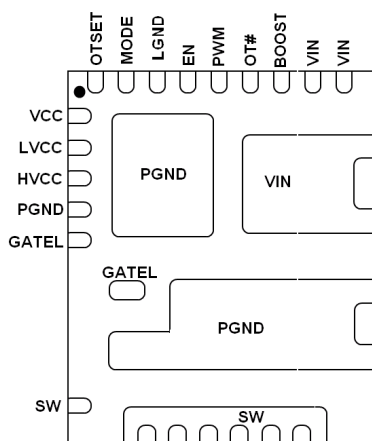 OTSET
MODE
LGND
EN
PWM
OT#
BOOST
VIN
VIN
VCC
LVCC
HVCC
PGND
GATEL
PGND
VIN
GATEL
PGND
SW
SW